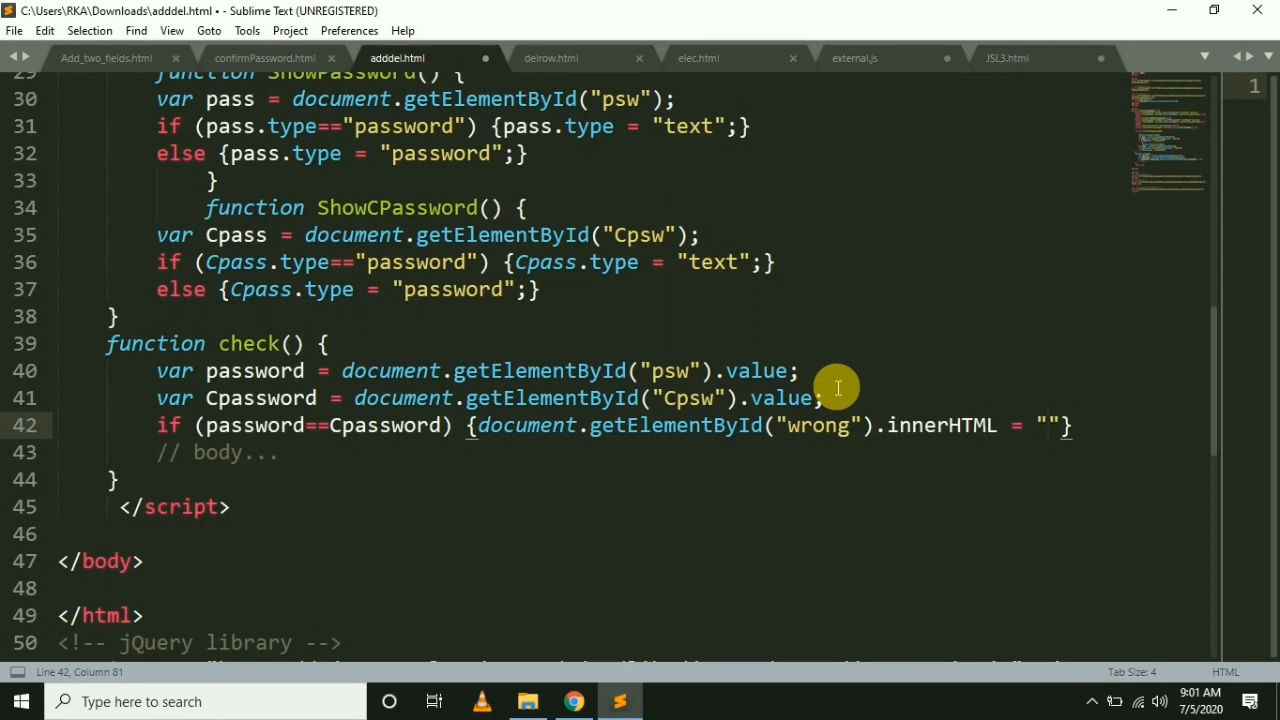 C:\Users\RKA\Downloads\adddel.html • - Sublime Text (UNREGISTERED)
File Edit Selection Find View Goto Tools Project Preferences Help
Add_two_fields.html confirmPassword.html adddel.html delrow.html elec.html external.js JSL3.html
29 function ShowPassword() {
30 var pass = document.getElementById("psw");
31 if (pass.type=="password") {pass.type = "text";}
32 else {pass.type = "password";}
33 }
34 function ShowCPassword() {
35 var Cpass = document.getElementById("Cpsw");
36 if (Cpass.type=="password") {Cpass.type = "text";}
37 else {Cpass.type = "password";}
38 }
39 function check() {
40 var password = document.getElementById("psw").value;
41 var Cpassword = document.getElementById("Cpsw").value;
42 if (password==Cpassword) {document.getElementById("wrong").innerHTML = ""}
43 // body...
44 }
45 </script>
46
47 </body>
48
49 </html>
50 <!-- jQuery library -->
1
Line 42, Column 81 Tab Size: 4 HTML
Type here to search
9:01 AM
7/5/2020